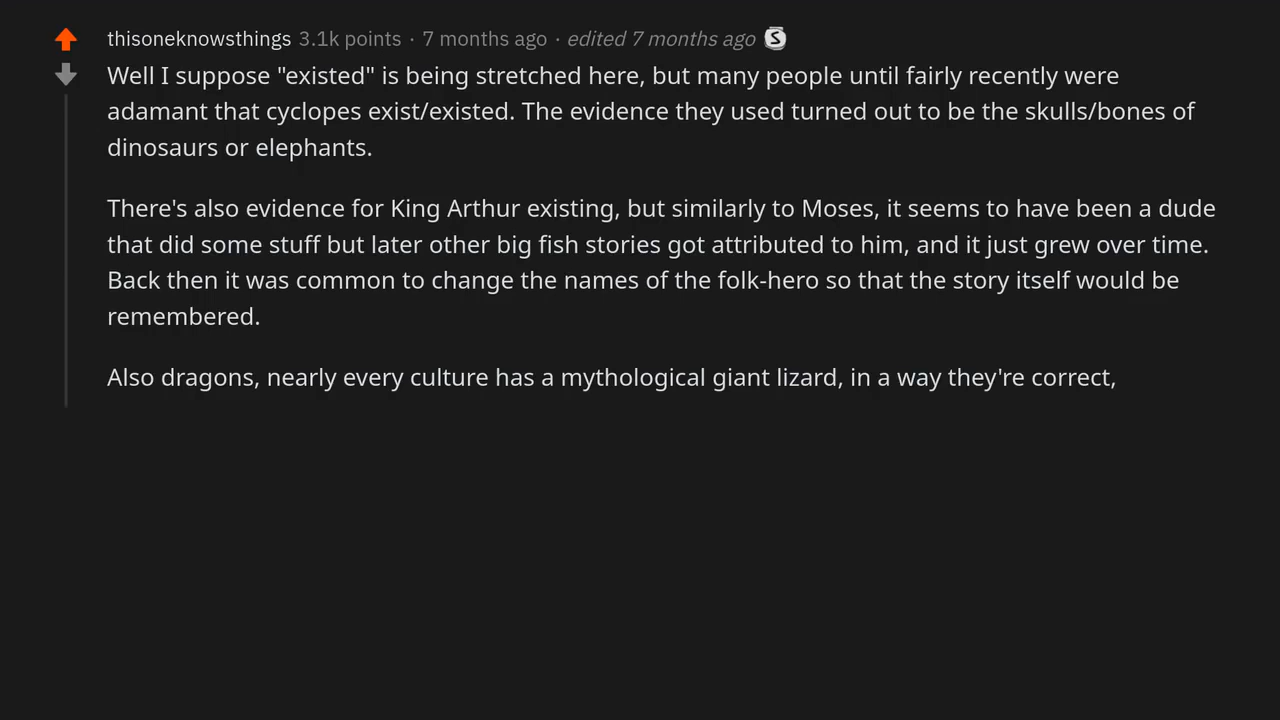 thisoneknowsthings 3.1k points · 7 months ago · edited 7 months ago S
Well I suppose "existed" is being stretched here, but many people until fairly recently were
adamant that cyclopes exist/existed. The evidence they used turned out to be the skulls/bones of
dinosaurs or elephants.
There's also evidence for King Arthur existing, but similarly to Moses, it seems to have been a dude
that did some stuff but later other big fish stories got attributed to him, and it just grew over time.
Back then it was common to change the names of the folk-hero so that the story itself would be
remembered.
Also dragons, nearly every culture has a mythological giant lizard, in a way they're correct,